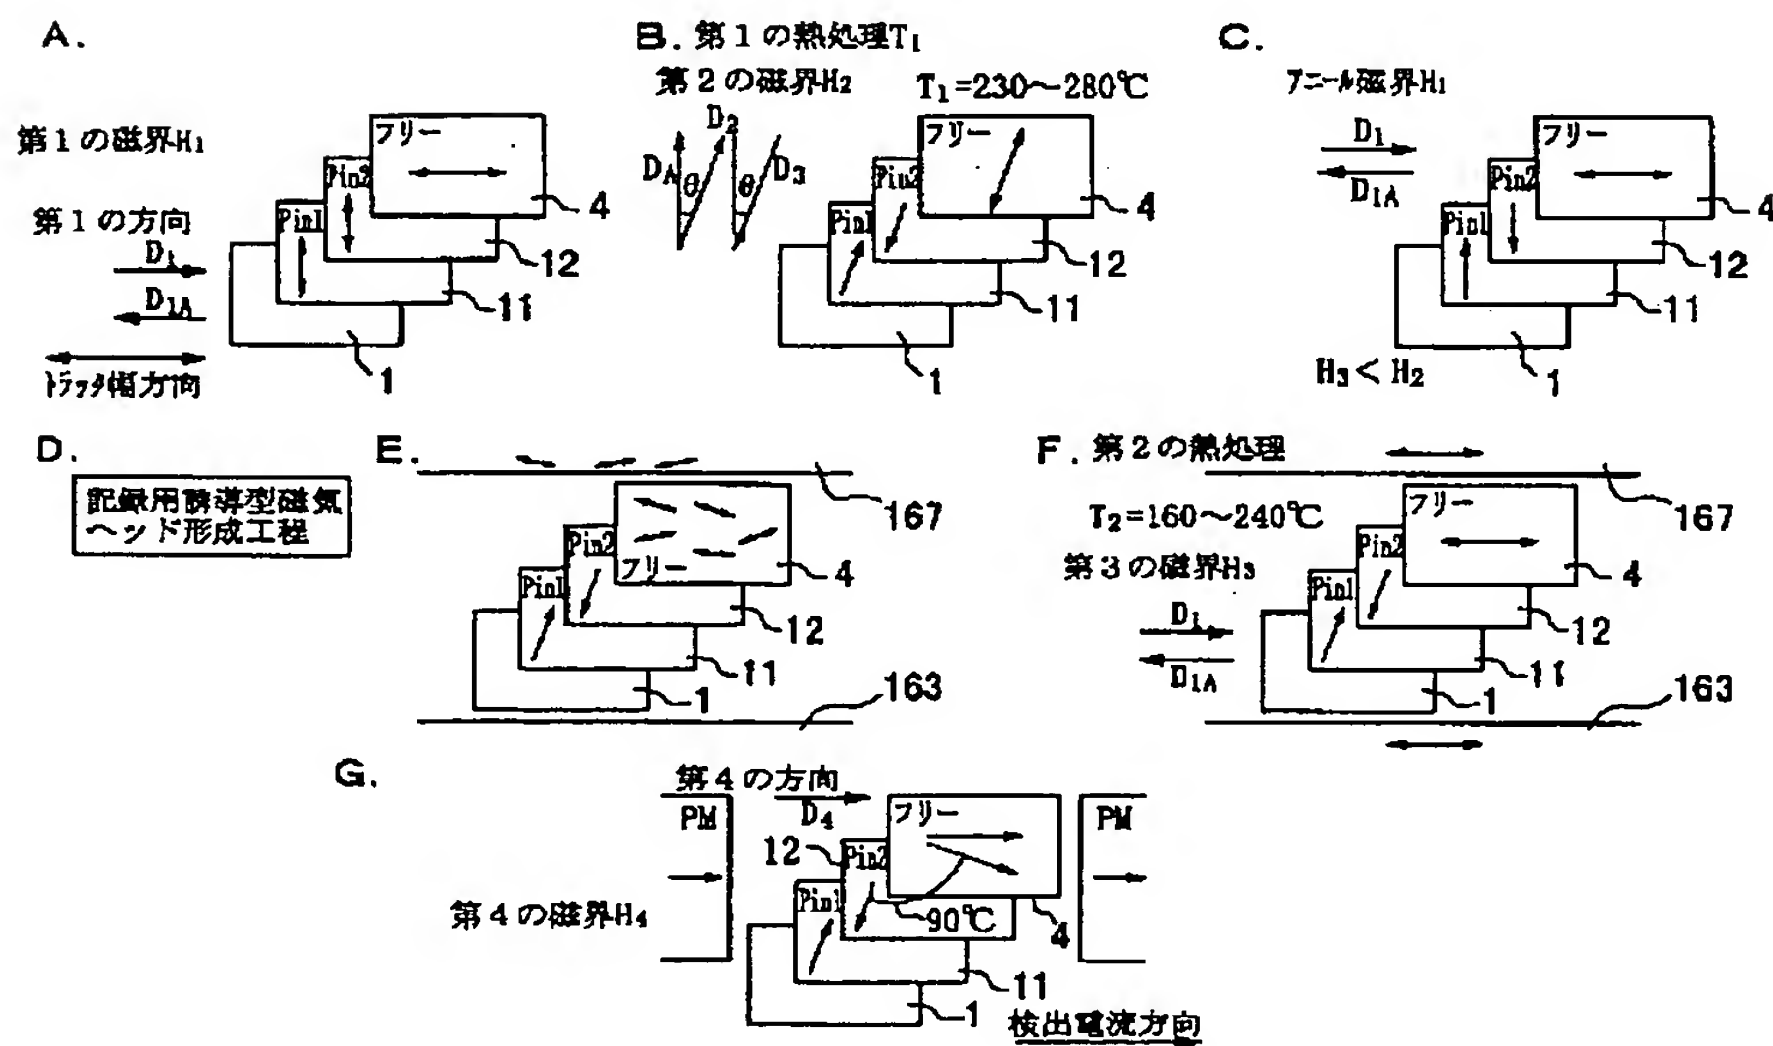 A.
第1の磁界H₁
第1の方向
D₁
D₁A
トラック幅方向
フリー
Pin2
Pin1
4
12
11
1
B. 第1の熱処理T₁
第2の磁界H₂
T₁=230〜280℃
D₂
DA
θ
θ
D₃
フリー
Pin2
Pin1
4
12
11
1
C.
アニール磁界H₁
D₁
D₁A
フリー
Pin2
Pin1
4
12
11
1
H₃<H₂
D.
記録用誘導型磁気
ヘッド形成工程
E.
167
Pin2
フリー
4
Pin1
12
11
1
163
F. 第2の熱処理
167
T₂=160〜240℃
第3の磁界H₃
D₁
D₁A
フリー
Pin2
Pin1
4
12
11
1
163
G.
第4の方向
D₄
PM
フリー
PM
12
Pin2
Pin1
90℃
4
第4の磁界H₄
11
1
検出電流方向